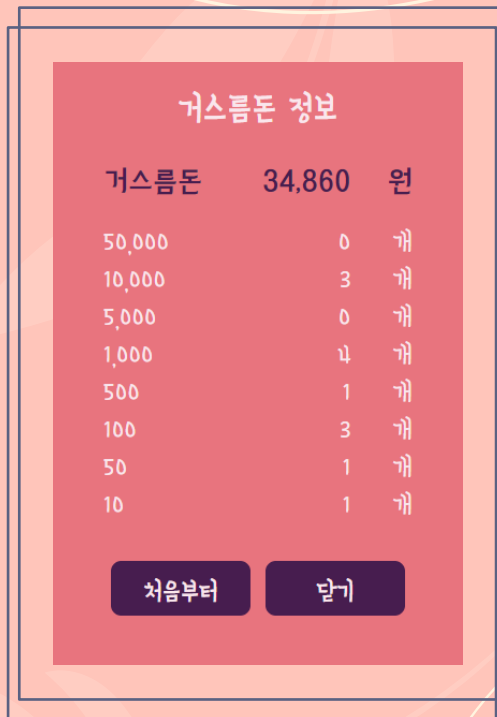 거스름돈 정보
거스름돈 34,860 원
50,000 0 개
10,000 3 개
5,000 0 개
1,000 4 개
500 1 개
100 3 개
50 1 개
10 1 개
처음부터 닫기